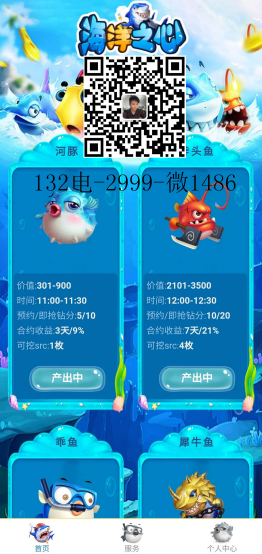 海洋之心
河豚
斗头鱼
132电-2999-微1486
价值:301-900
时间:11:00-11:30
预约/即抢钻分:5/10
合约收益:3天/9%
可挖src:1枚
产出中
价值:2101-3500
时间:12:00-12:30
预约/即抢钻分:10/20
合约收益:7天/21%
可挖src:4枚
产出中
乖鱼
犀牛鱼
首页
服务
个人中心